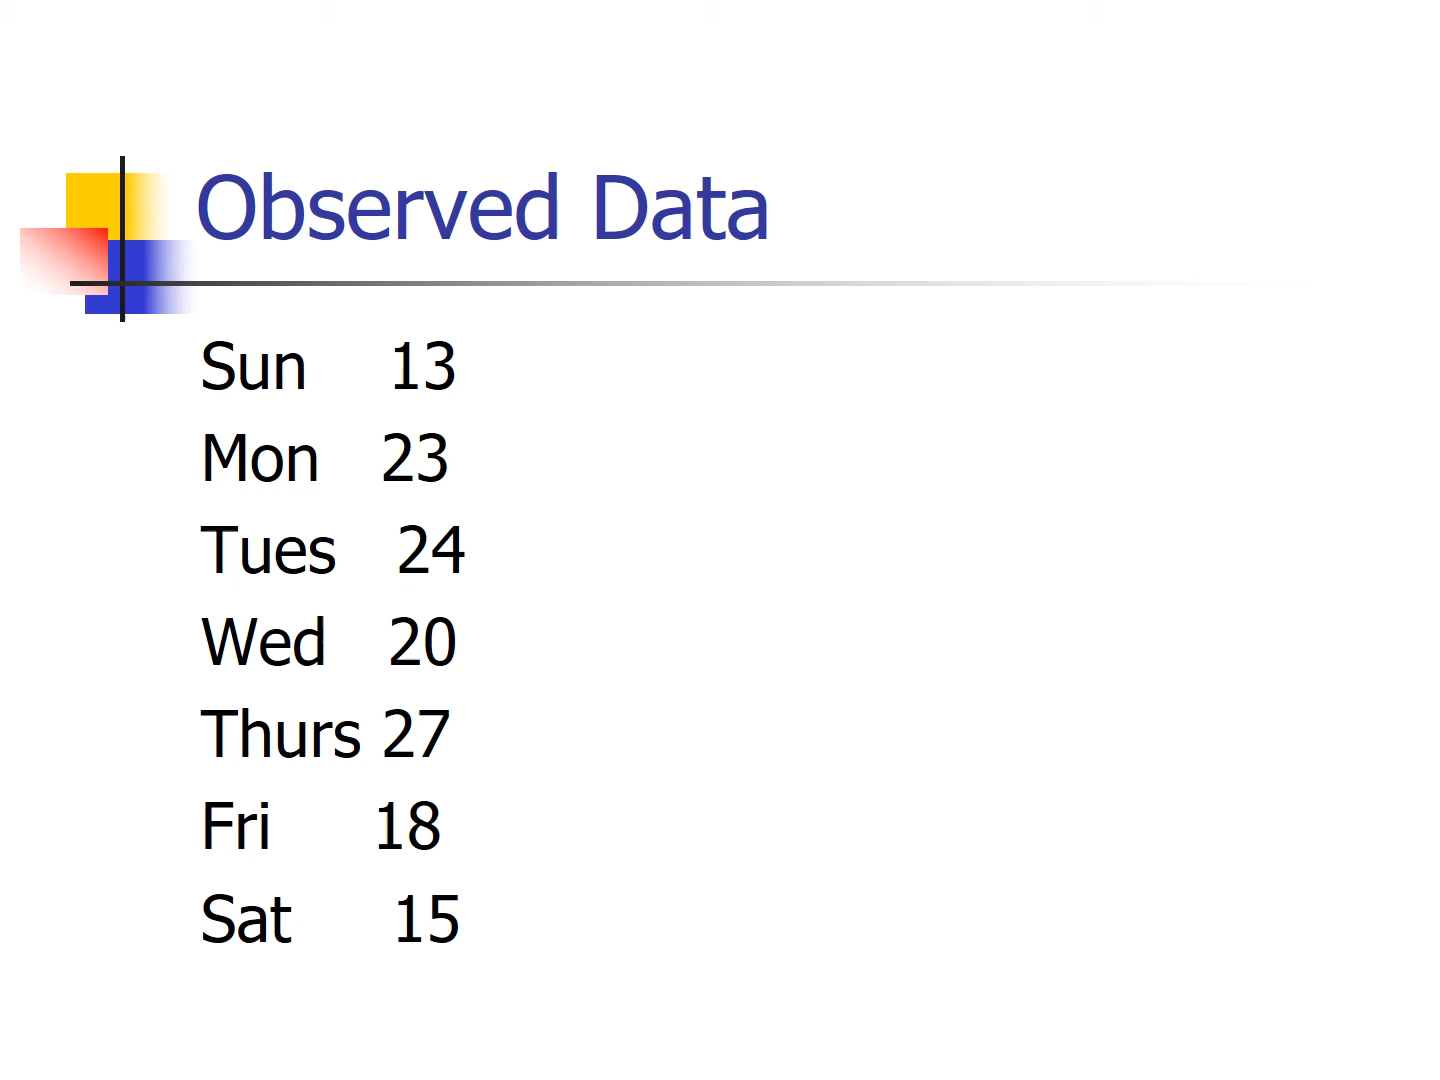 Observed Data
Sun 13
Mon 23
Tues 24
Wed 20
Thurs 27
Fri 18
Sat 15